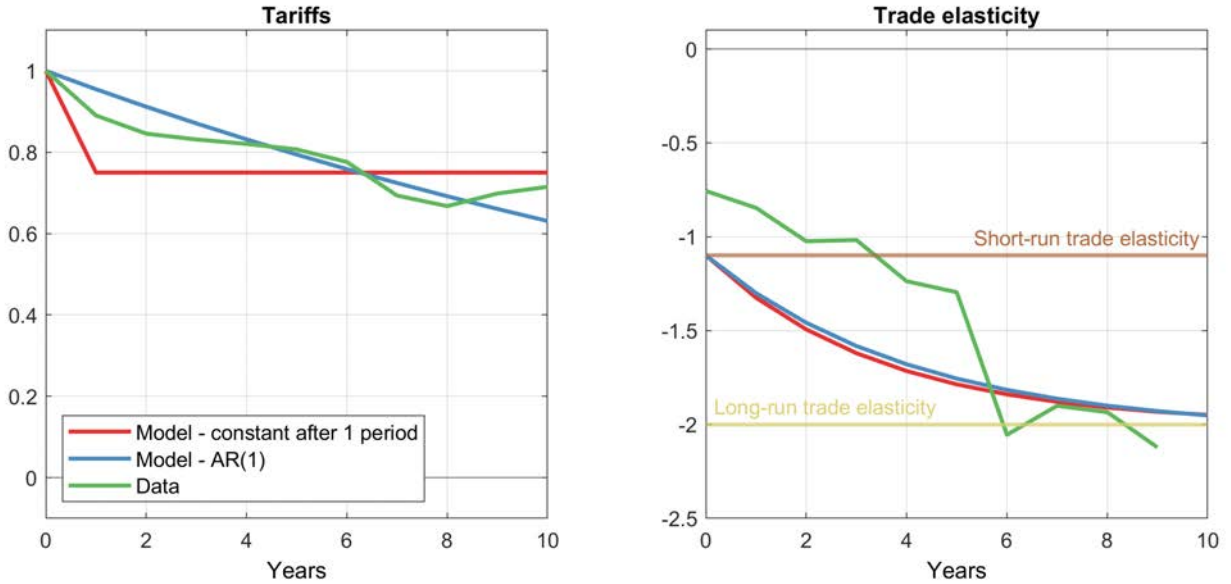 Tariffs
1
0.8
0.6
0.4
0.2
0
Model - constant after 1 period
Model - AR(1)
Data
0 2 4 6 8 10
Years
Trade elasticity
0
-0.5
-1
-1.5
-2
-2.5
Short-run trade elasticity
Long-run trade elasticity
0 2 4 6 8 10
Years